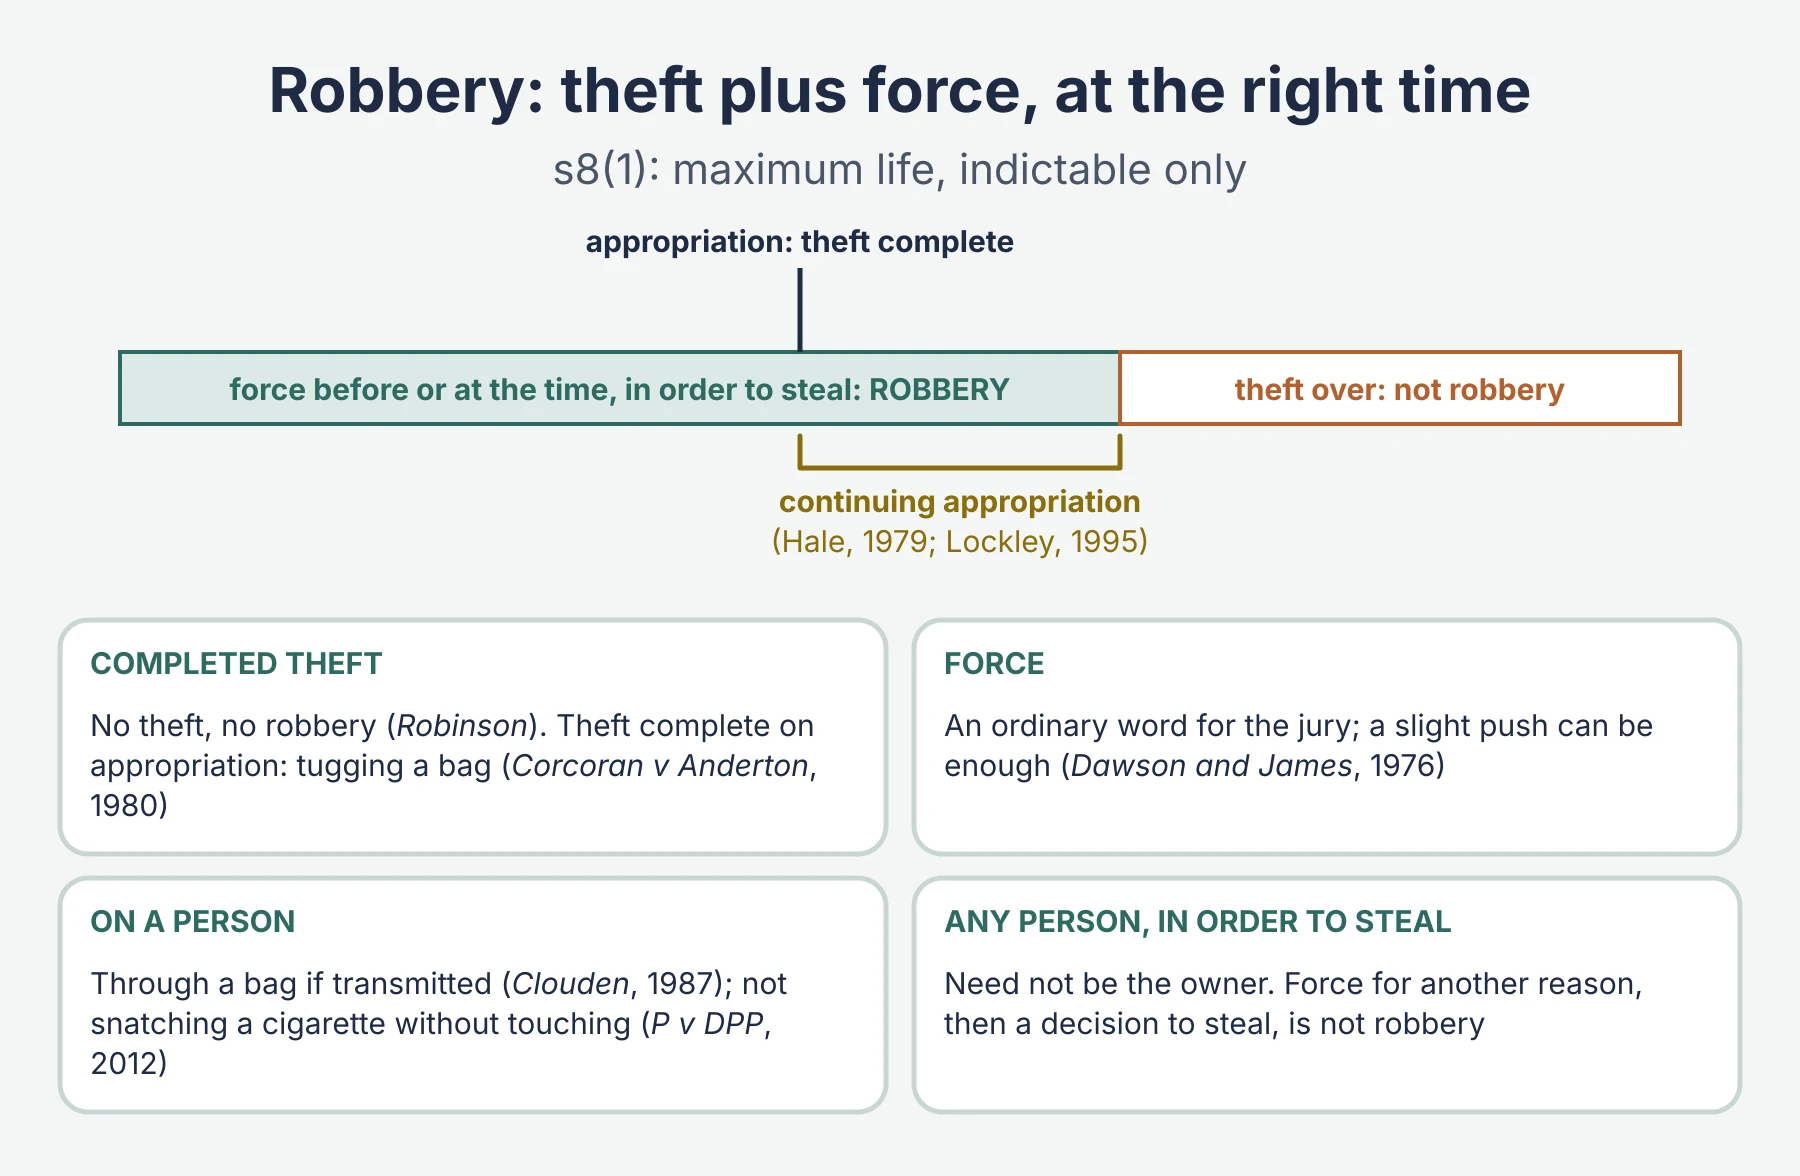 Robbery: theft plus force, at the right time
s8(1): maximum life, indictable only
appropriation: theft complete
force before or at the time, in order to steal: ROBBERY
theft over: not robbery
continuing appropriation
(Hale, 1979; Lockley, 1995)
COMPLETED THEFT
No theft, no robbery (Robinson). Theft complete on
appropriation: tugging a bag (Corcoran v Anderton,
1980)
FORCE
An ordinary word for the jury; a slight push can be
enough (Dawson and James, 1976)
ON A PERSON
Through a bag if transmitted (Clouden, 1987); not
snatching a cigarette without touching (P v DPP,
2012)
ANY PERSON, IN ORDER TO STEAL
Need not be the owner. Force for another reason,
then a decision to steal, is not robbery